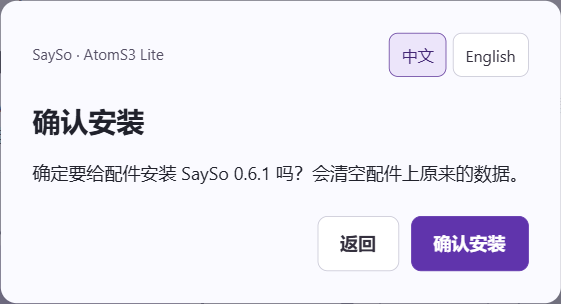 SaySo · AtomS3 Lite
中文
English
确认安装
确定要给配件安装 SaySo 0.6.1 吗？会清空配件上原来的数据。
返回
确认安装